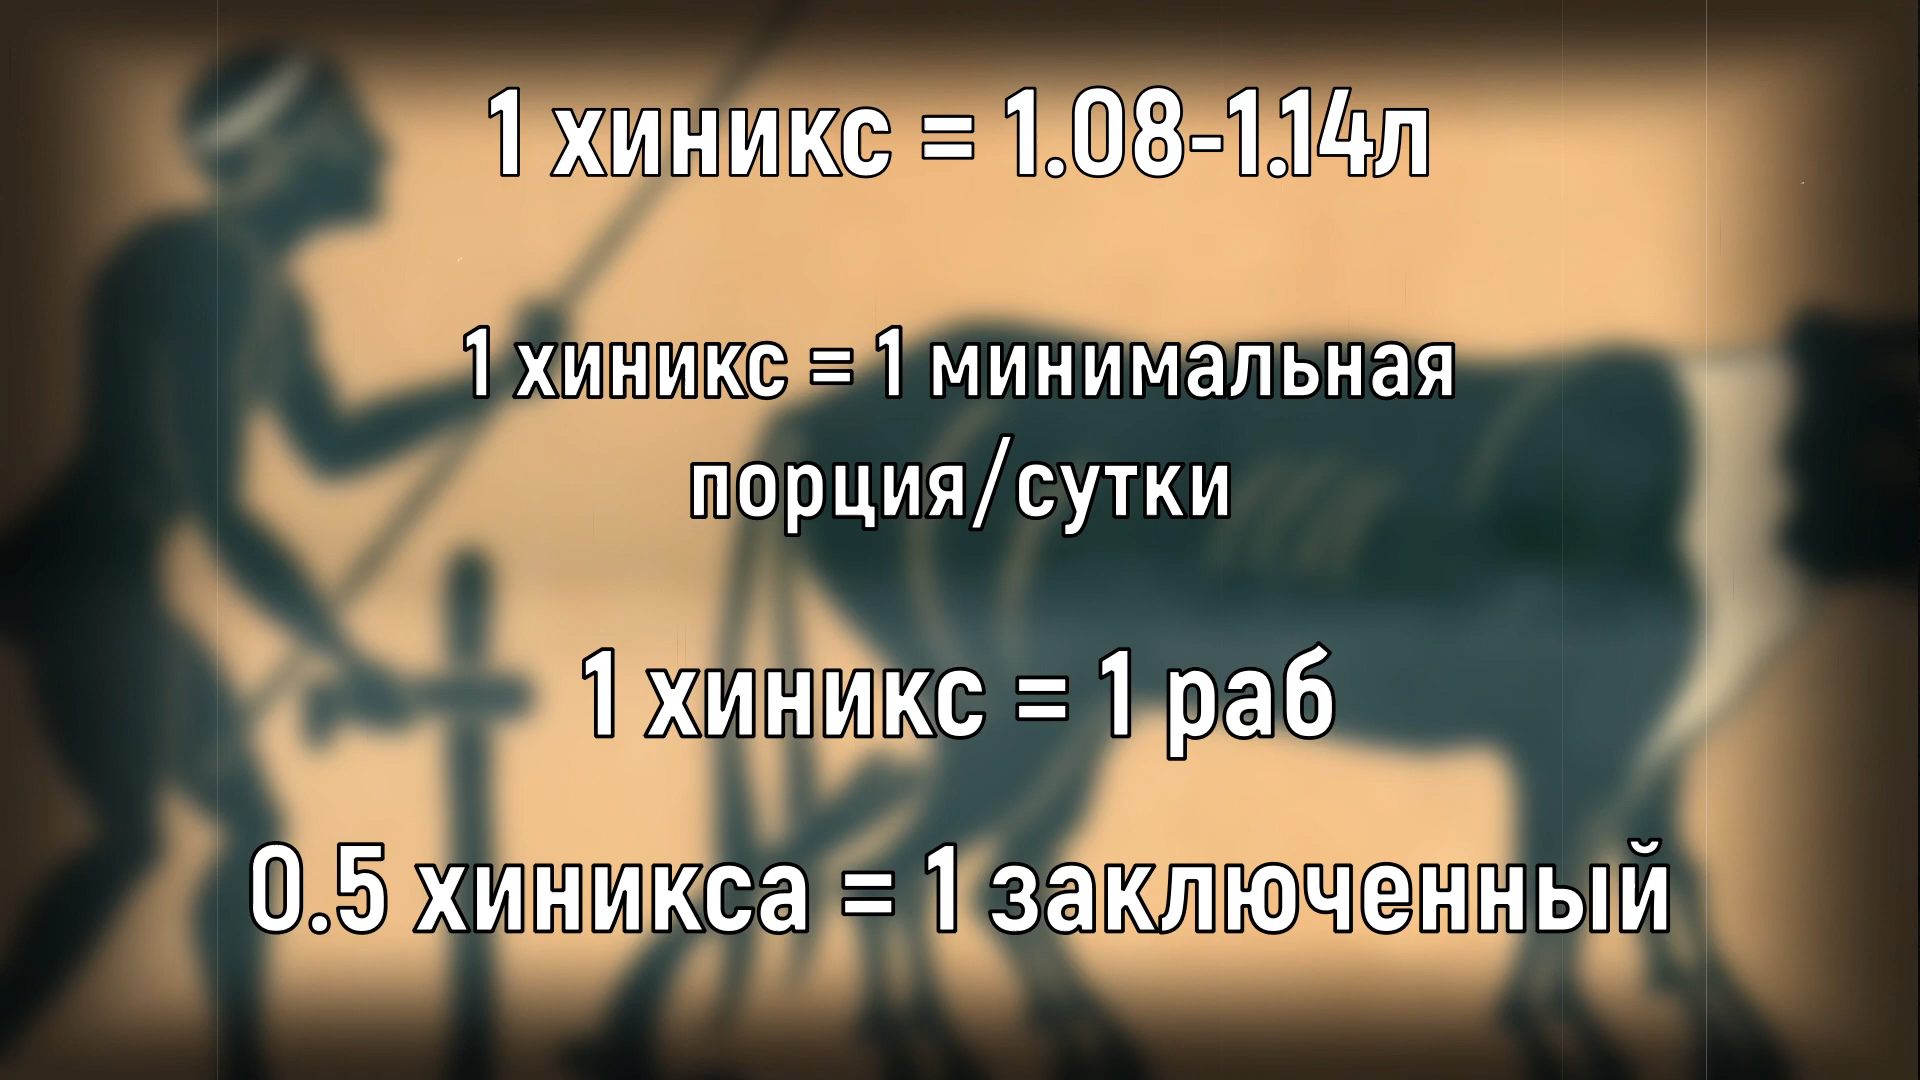 1 хиникс = 1.08-1.14л
1 хиникс = 1 минимальная
порция/сутки
1 хиникс = 1 раб
0.5 хиникса = 1 заключенный